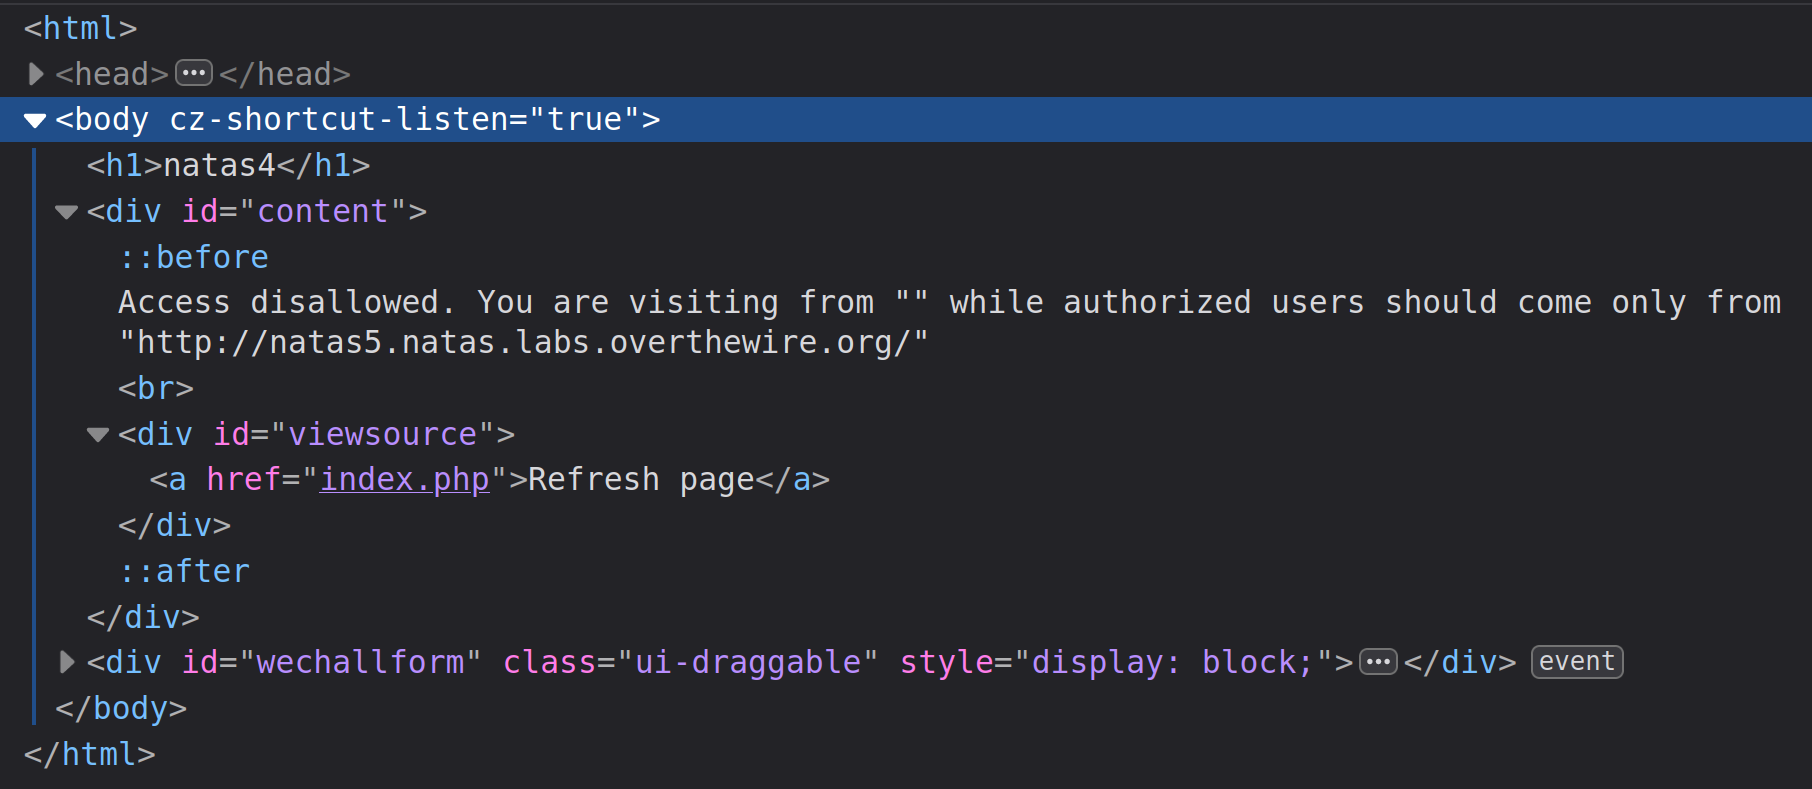 <html>
<head>•••</head>
<body cz-shortcut-listen="true">
<h1>natas4</h1>
<div id="content">
::before
Access disallowed. You are visiting from "" while authorized users should come only from
"http://natas5.natas.labs.overthewire.org/"
<br>
<div id="viewsource">
<a href="index.php">Refresh page</a>
</div>
::after
</div>
<div id="wechallform" class="ui-draggable" style="display: block;">•••</div> event
</body>
</html>